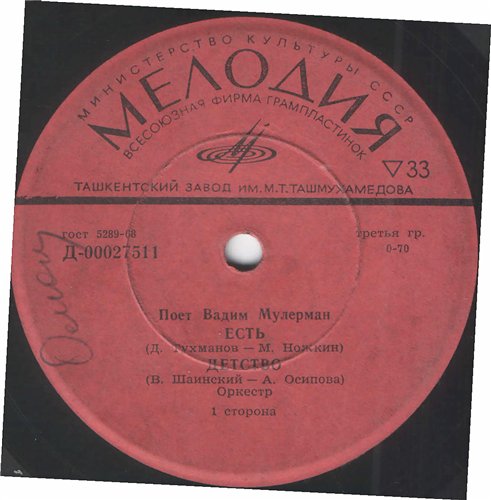 МИНИСТЕРСТВО КУЛЬТУРЫ СССР
МЕЛОДИЯ
ВСЕСОЮЗНАЯ ФИРМА ГРАМПЛАСТИНОК
▽33
ТАШКЕНТСКИЙ ЗАВОД ИМ. М.Т.ТАШМУХАМЕДОВА
гост 5289-68
третья гр.
Д-00027511
0-70
Поет Вадим Мулерман
ЕСТЬ
(Д. Тухманов — М. Ножкин)
ДЕТСТВО
(В. Шаинский — А. Осипова)
Оркестр
1 сторона